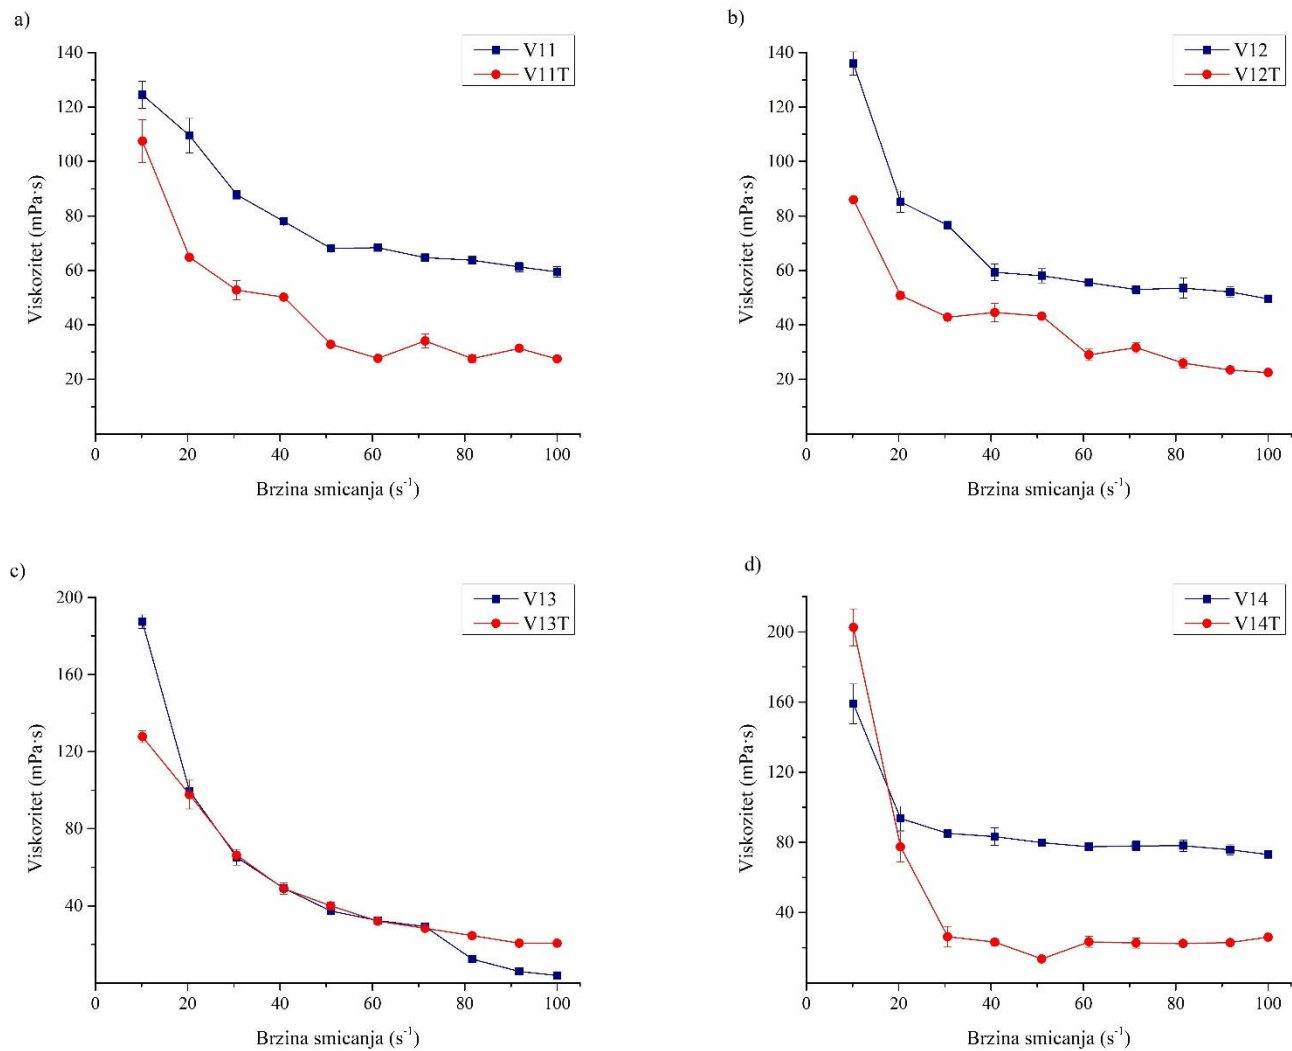 a)
V11
V11T
140
120
100
80
60
40
20
0 20 40 60 80 100
Viskozitet (mPa·s)
Brzina smicanja (s⁻¹)
b)
V12
V12T
140
120
100
80
60
40
20
0 20 40 60 80 100
Viskozitet (mPa·s)
Brzina smicanja (s⁻¹)
c)
V13
V13T
200
160
120
80
40
0 20 40 60 80 100
Viskozitet (mPa·s)
Brzina smicanja (s⁻¹)
d)
V14
V14T
200
160
120
80
40
0 20 40 60 80 100
Viskozitet (mPa·s)
Brzina smicanja (s⁻¹)